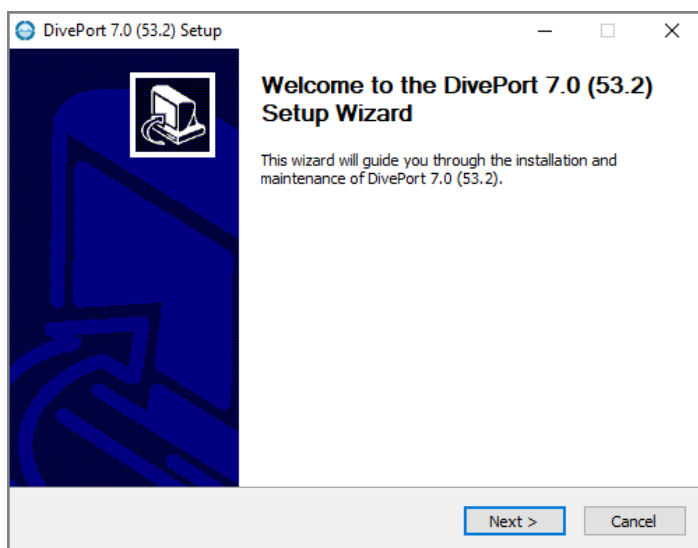 DivePort 7.0 (53.2) Setup
Welcome to the DivePort 7.0 (53.2)
Setup Wizard
This wizard will guide you through the installation and
maintenance of DivePort 7.0 (53.2).
Next >
Cancel